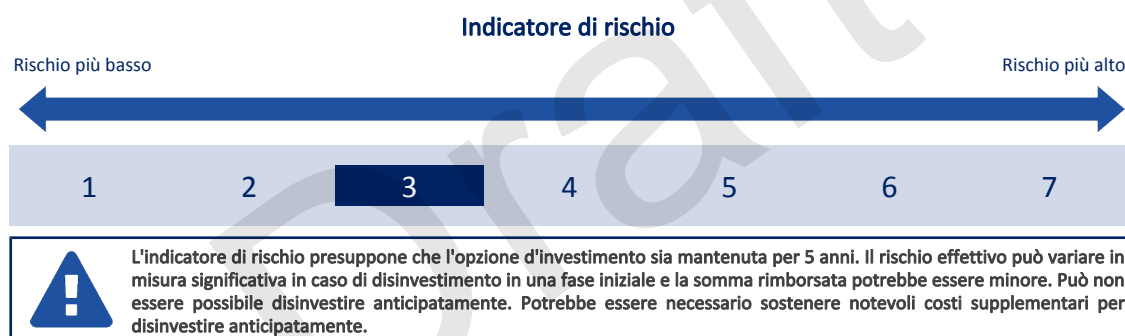 Indicatore di rischio
Rischio più basso
Rischio più alto
1 2 3 4 5 6 7
L'indicatore di rischio presuppone che l'opzione d'investimento sia mantenuta per 5 anni. Il rischio effettivo può variare in
misura significativa in caso di disinvestimento in una fase iniziale e la somma rimborsata potrebbe essere minore. Può non
essere possibile disinvestire anticipatamente. Potrebbe essere necessario sostenere notevoli costi supplementari per
disinvestire anticipatamente.
Draft